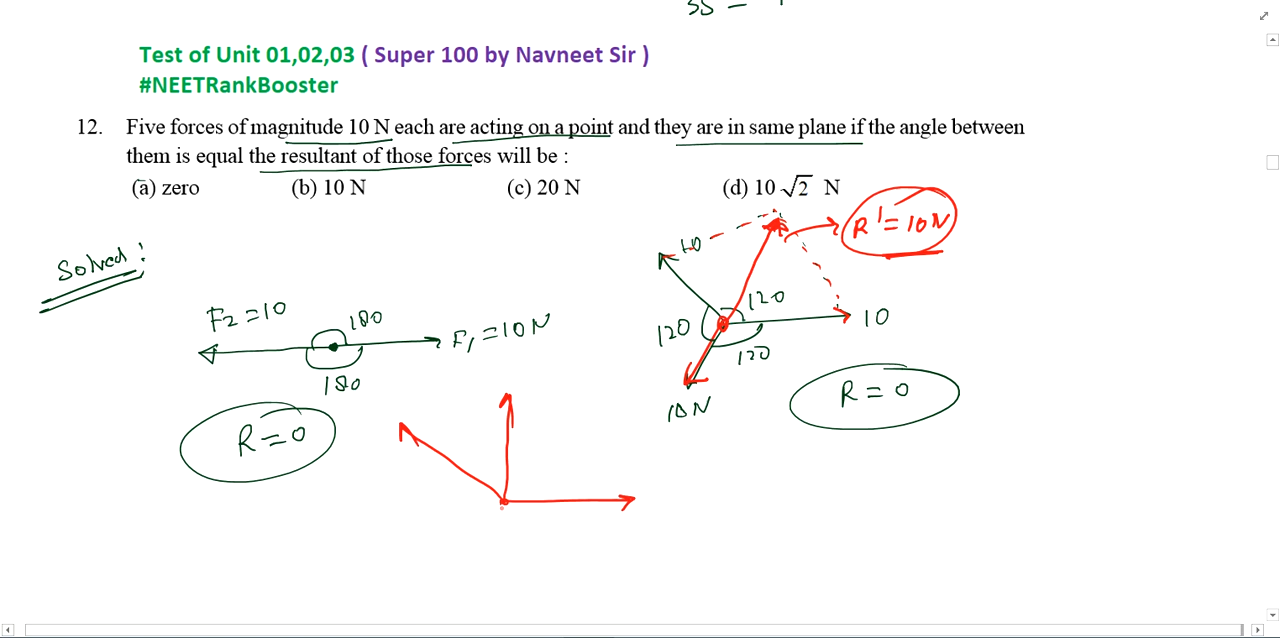 35 =
Test of Unit 01,02,03 ( Super 100 by Navneet Sir )
#NEETRankBooster
12. Five forces of magnitude 10 N each are acting on a point and they are in same plane if the angle between
them is equal the resultant of those forces will be :
(a) zero (b) 10 N (c) 20 N (d) 10 √2 N
Solved :
R' = 10 N
10
120
10
120
120
10 N
R = 0
F2 = 10
180
F1 = 10 N
180
R = 0